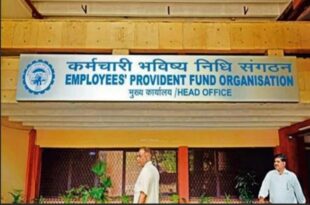 कर्मचारी भविष्य निधि संगठन
EMPLOYEES' PROVIDENT FUND ORGANISATION
मुख्य कार्यालय /HEAD OFFICE